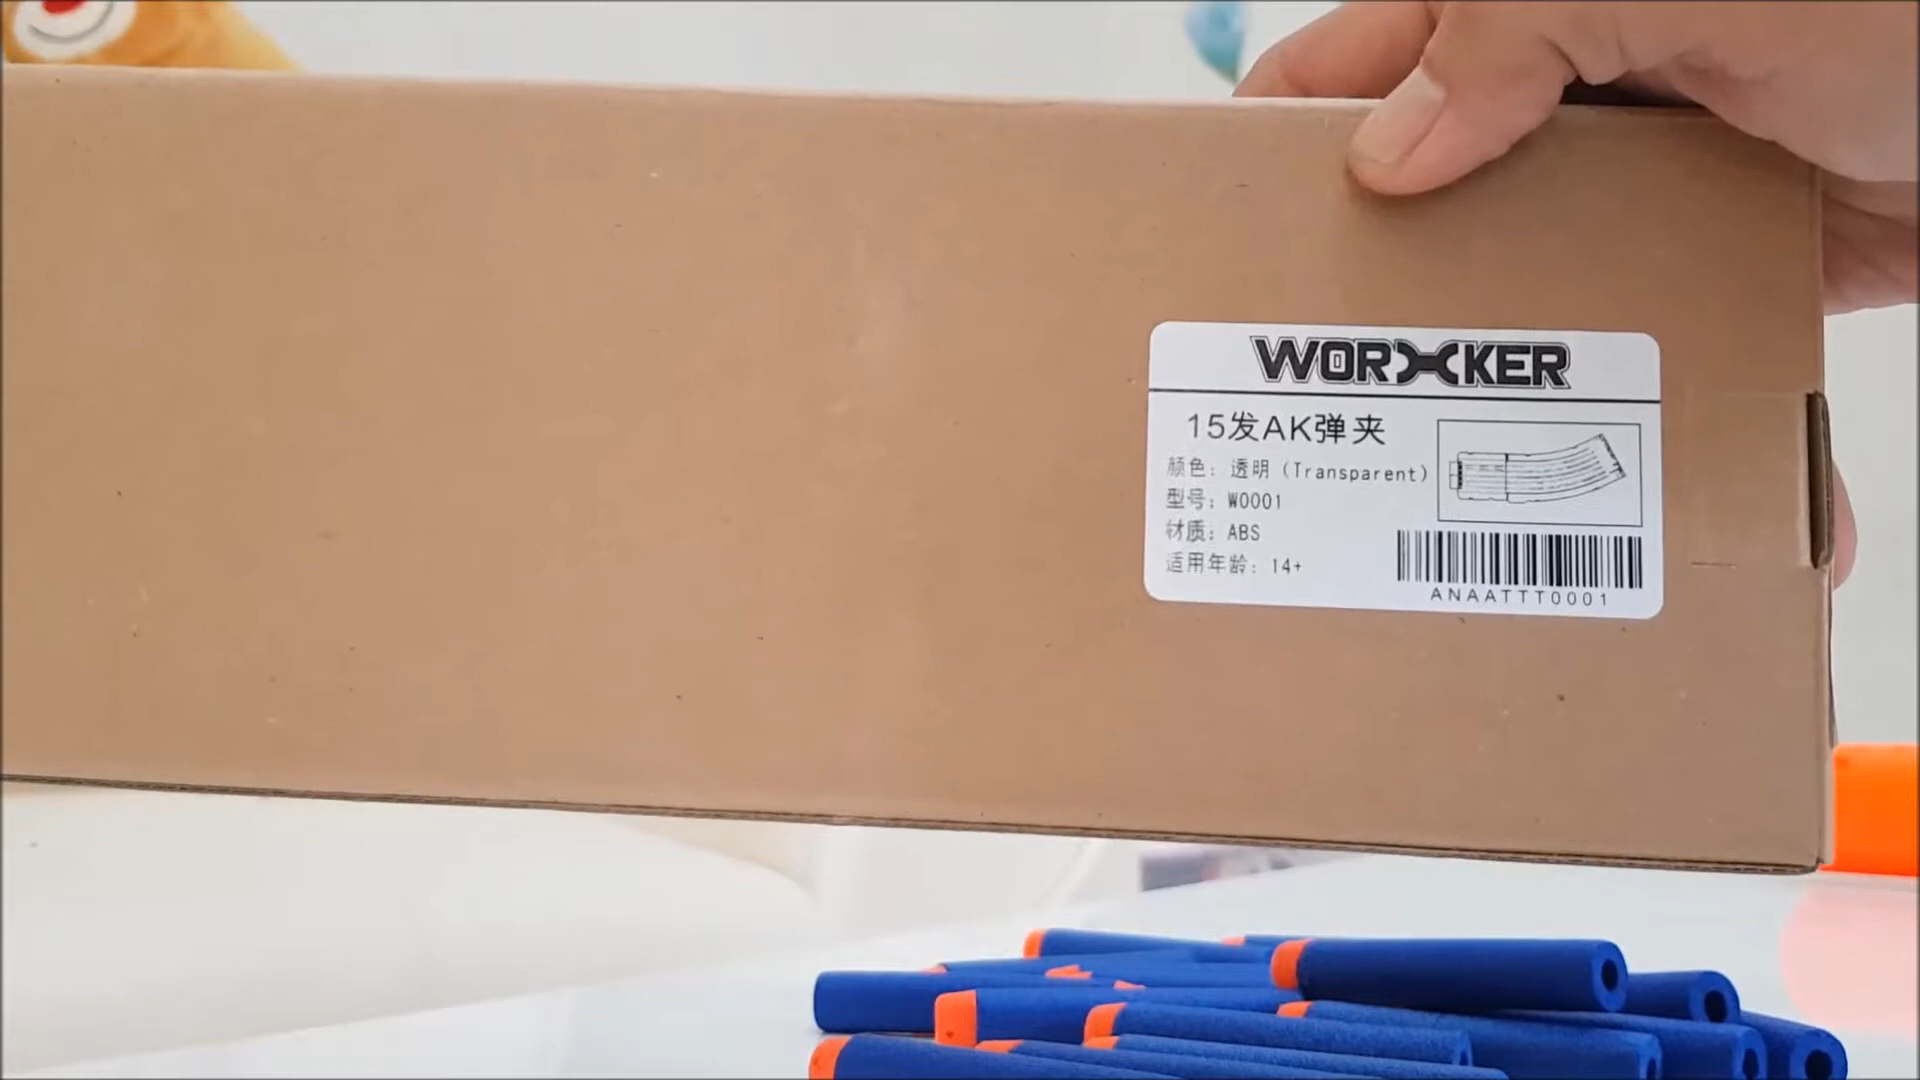 WORKER
15发AK弹夹
颜色：透明（Transparent）
型号：W0001
材质：ABS
适用年龄：14+
ANAATTT0001